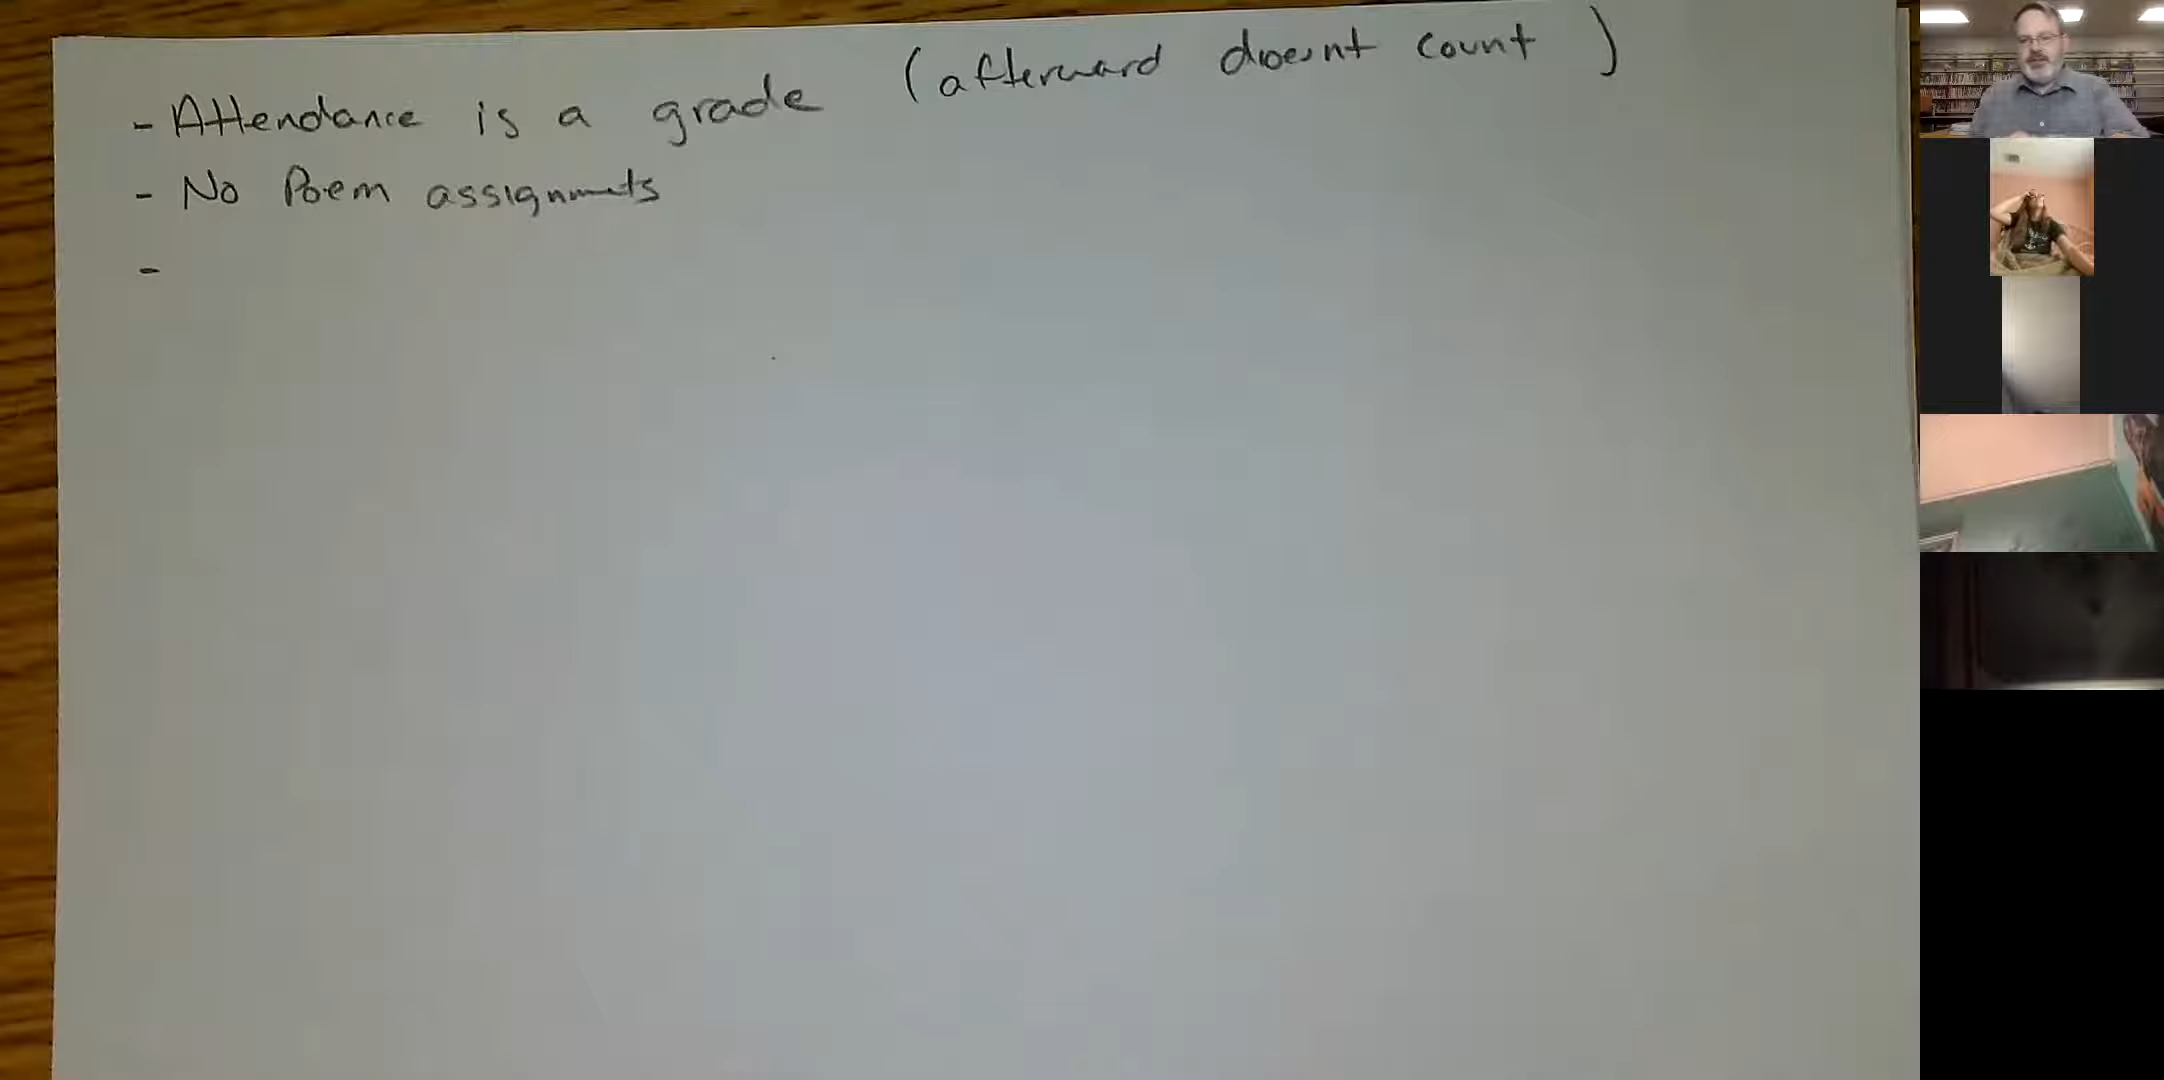 - Attendance is a grade (afterward doesnt count )
- No Poem assignments
-